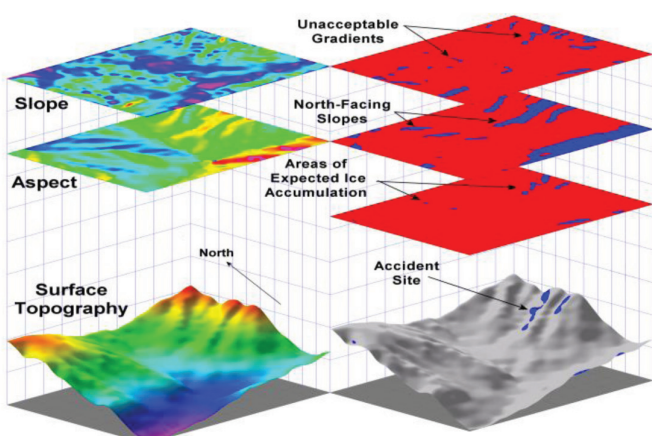 Unacceptable
Gradients
Slope
North-Facing
Slopes
Aspect
Areas of
Expected Ice
Accumulation
North
Surface
Topography
Accident
Site